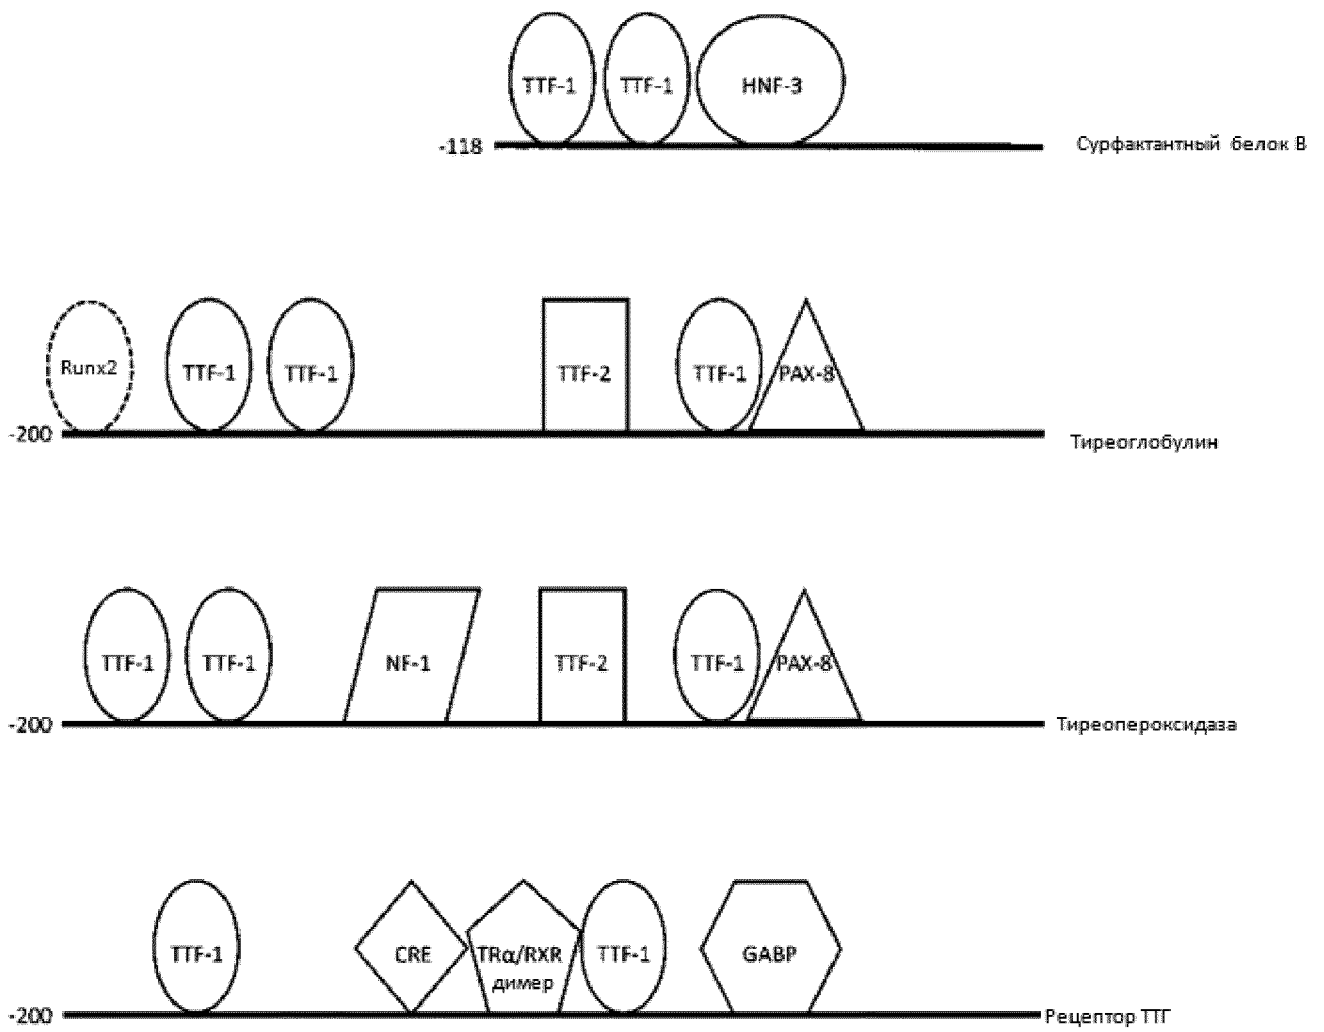 TTF-1 TTF-1 HNF-3
-118 Сурфактантный белок В
Runx2 TTF-1 TTF-1 TTF-2 TTF-1 PAX-8
-200 Тиреоглобулин
TTF-1 TTF-1 NF-1 TTF-2 TTF-1 PAX-8
-200 Тиреопероксидаза
TTF-1 CRE TRα/RXR TTF-1 GABP
димер
-200 Рецептор ТТГ